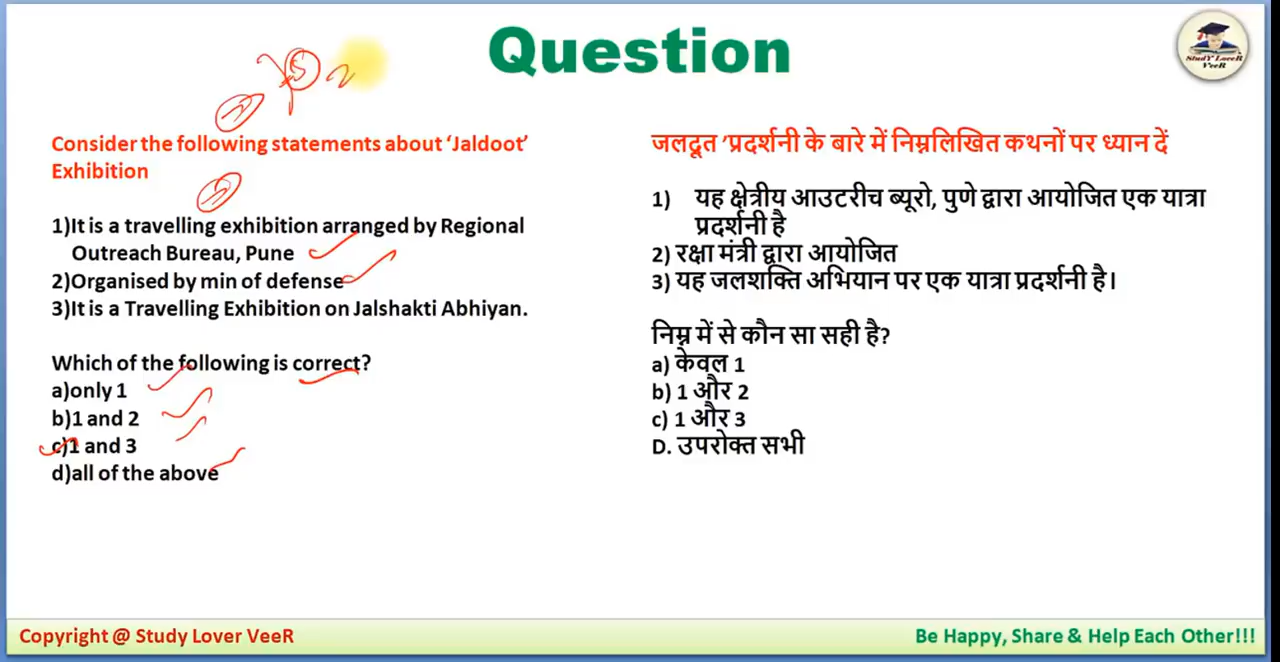 Question
StudY LoveR
VeeR
Consider the following statements about ‘Jaldoot’
Exhibition
1)It is a travelling exhibition arranged by Regional
Outreach Bureau, Pune
2)Organised by min of defense
3)It is a Travelling Exhibition on Jalshakti Abhiyan.
Which of the following is correct?
a)only 1
b)1 and 2
c)1 and 3
d)all of the above
जलदूत ’प्रदर्शनी के बारे में निम्नलिखित कथनों पर ध्यान दें
1) यह क्षेत्रीय आउटरीच ब्यूरो, पुणे द्वारा आयोजित एक यात्रा
प्रदर्शनी है
2) रक्षा मंत्री द्वारा आयोजित
3) यह जलशक्ति अभियान पर एक यात्रा प्रदर्शनी है।
निम्न में से कौन सा सही है?
a) केवल 1
b) 1 और 2
c) 1 और 3
D. उपरोक्त सभी
Copyright @ Study Lover VeeR
Be Happy, Share & Help Each Other!!!